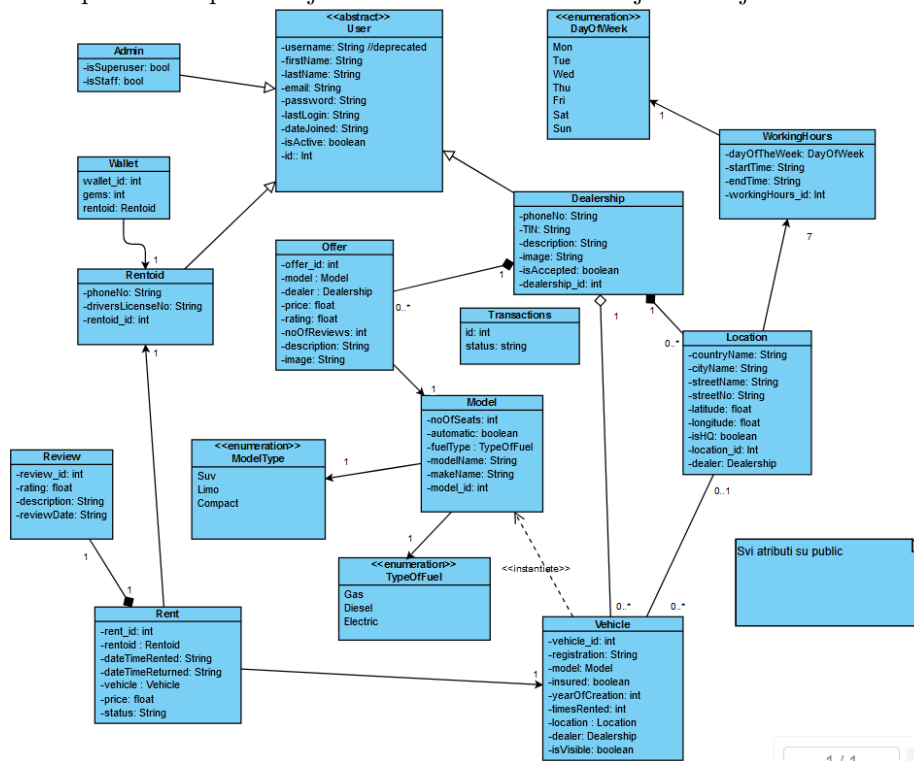 <<abstract>>
User
-username: String //deprecated
-firstName: String
-lastName: String
-email: String
-password: String
-lastLogin: String
-dateJoined: String
-isActive: boolean
-id:: Int
<<enumeration>>
DayOfWeek
Mon
Tue
Wed
Thu
Fri
Sat
Sun
Admin
-isSuperuser: bool
-isStaff: bool
1
WorkingHours
-dayOfTheWeek: DayOfWeek
-startTime: String
-endTime: String
-workingHours_id: Int
Wallet
wallet_id: int
gems: int
rentoid: Rentoid
1
Dealership
-phoneNo: String
-TIN: String
-description: String
-image: String
-isAccepted: boolean
-dealership_id: int
7
Offer
-offer_id: int
-model : Model
-dealer : Dealership
-price: float
-rating: float
-noOfReviews: int
-description: String
-image: String
1
0..*
Rentoid
-phoneNo: String
-driversLicenseNo: String
-rentoid_id: int
1
Transactions
id: int
status: string
1
1
0..*
Location
-countryName: String
-cityName: String
-streetName: String
-streetNo: String
-latitude: float
-longitude: float
-isHQ: boolean
-location_id: Int
-dealer: Dealership
0..1
1
Model
-noOfSeats: int
-automatic: boolean
-fuelType : TypeOfFuel
-modelName: String
-makeName: String
-model_id: int
<<enumeration>>
ModelType
Suv
Limo
Compact
1
Review
-review_id: int
-rating: float
-description: String
-reviewDate: String
1
1
1
<<enumeration>>
TypeOfFuel
Gas
Diesel
Electric
<<instantiate>>
Svi atributi su public
0..*
0..*
Rent
-rent_id: int
-rentoid : Rentoid
-dateTimeRented: String
-dateTimeReturned: String
-vehicle : Vehicle
-price: float
-status: String
1
Vehicle
-vehicle_id: int
-registration: String
-model: Model
-insured: boolean
-yearOfCreation: int
-timesRented: int
-location : Location
-dealer: Dealership
-isVisible: boolean